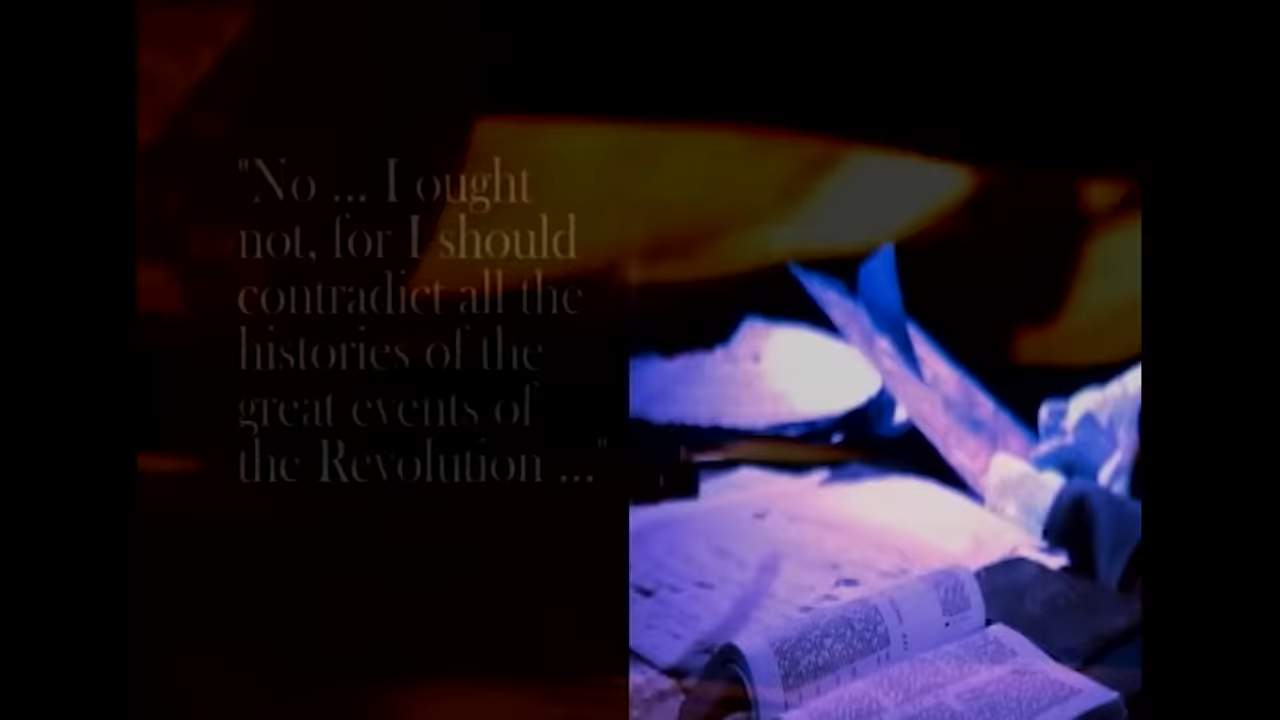 "No ... I ought
not, for I should
contradict all the
histories of the
great events of
the Revolution ..."